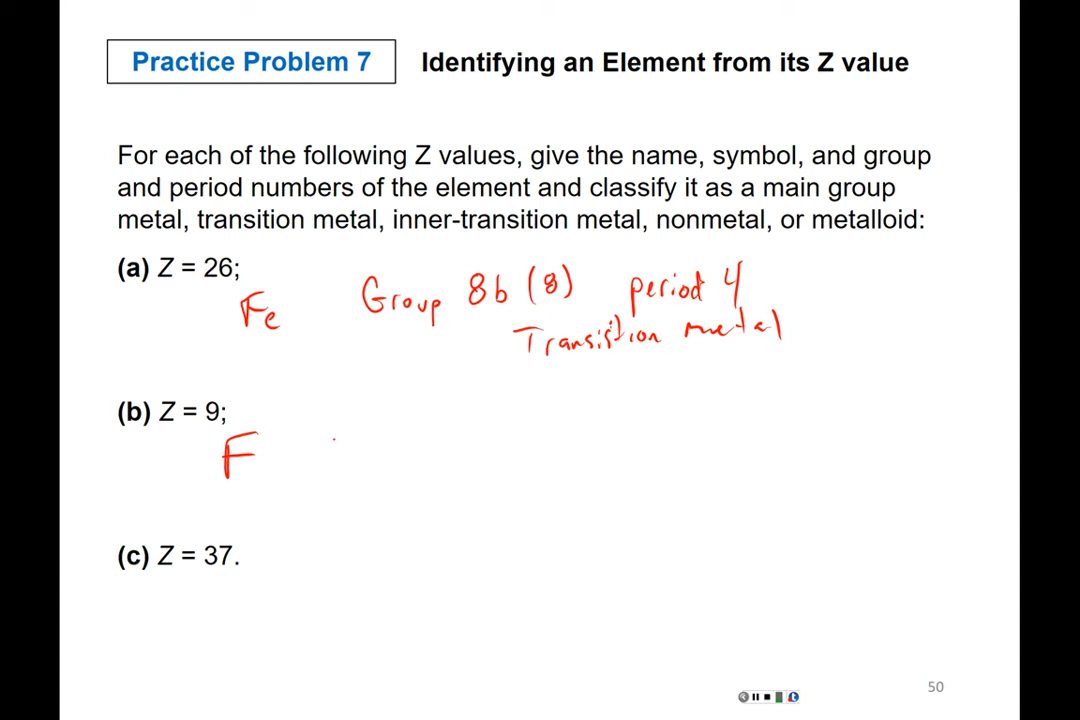 Practice Problem 7 Identifying an Element from its Z value
For each of the following Z values, give the name, symbol, and group
and period numbers of the element and classify it as a main group
metal, transition metal, inner-transition metal, nonmetal, or metalloid:
(a) Z = 26;
Fe Group 8b (8) period 4
Transistion metal
(b) Z = 9;
F
(c) Z = 37.
50